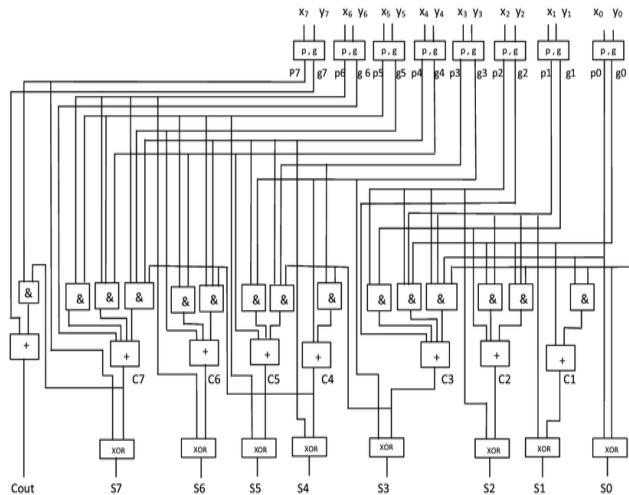 x7 y7 x6 y6 x5 y5 x4 y4 x3 y3 x2 y2 x1 y1 x0 y0
p,g p,g p,g p,g p,g p,g p,g p,g
P7 g7 p6 g 6 p5 g5 p4 g4 p3 g3 p2 g2 p1 g1 p0 g0
& & & & & & & & & & & & & & &
+ + + + + + + +
C7 C6 C5 C4 C3 C2 C1
XOR XOR XOR XOR XOR XOR XOR XOR
Cout S7 S6 S5 S4 S3 S2 S1 S0